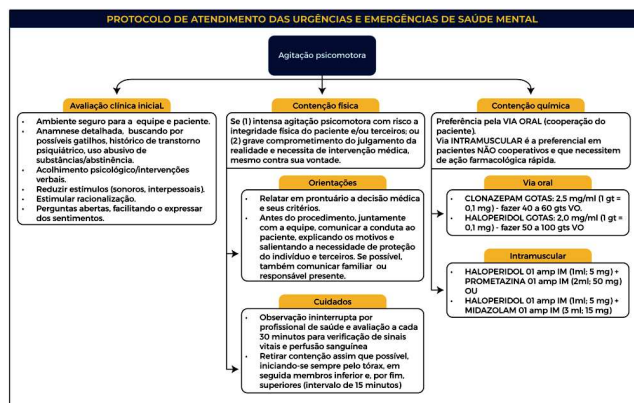 PROTOCOLO DE ATENDIMENTO DAS URGÊNCIAS E EMERGÊNCIAS DE SAÚDE MENTAL
Agitação psicomotora
Avaliação clínica iniciaL
• Ambiente seguro para a equipe e paciente.
• Anamnese detalhada, buscando por
possíveis gatilhos, histórico de transtorno
psiquiátrico, uso abusivo de
substâncias/abstinência.
• Acolhimento psicológico/intervenções
verbais.
• Reduzir estímulos (sonoros, interpessoais).
• Estimular racionalização.
• Perguntas abertas, facilitando o expressar
dos sentimentos.
Contenção física
Se (1) intensa agitação psicomotora com risco a
integridade física do paciente e/ou terceiros; ou
(2) grave comprometimento do julgamento da
realidade e necessita de intervenção médica,
mesmo contra sua vontade.
Orientações
• Relatar em prontuário a decisão médica
e seus critérios.
• Antes do procedimento, juntamente
com a equipe, comunicar a conduta ao
paciente, explicando os motivos e
salientando a necessidade de proteção
do indivíduo e terceiros. Se possível,
também comunicar familiar ou
responsável presente.
Cuidados
• Observação ininterrupta por
profissional de saúde e avaliação a cada
30 minutos para verificação de sinais
vitais e perfusão sanguínea
• Retirar contenção assim que possível,
iniciando-se sempre pelo tórax, em
seguida membros inferior e, por fim,
superiores (intervalo de 15 minutos)
Contenção química
Preferência pela VIA ORAL (cooperação do
paciente).
Via INTRAMUSCULAR é a preferencial em
pacientes NÃO cooperativos e que necessitem
de ação farmacológica rápida.
Via oral
• CLONAZEPAM GOTAS: 2,5 mg/ml (1 gt =
0,1 mg) - fazer 40 a 60 gts VO.
• HALOPERIDOL GOTAS: 2,0 mg/ml (1 gt =
0,1 mg) - fazer 50 a 100 gts VO
Intramuscular
• HALOPERIDOL 01 amp IM (1ml; 5 mg) +
PROMETAZINA 01 amp IM (2ml; 50 mg)
OU
• HALOPERIDOL 01 amp IM (1ml; 5 mg) +
MIDAZOLAM 01 amp IM (3 ml; 15 mg)